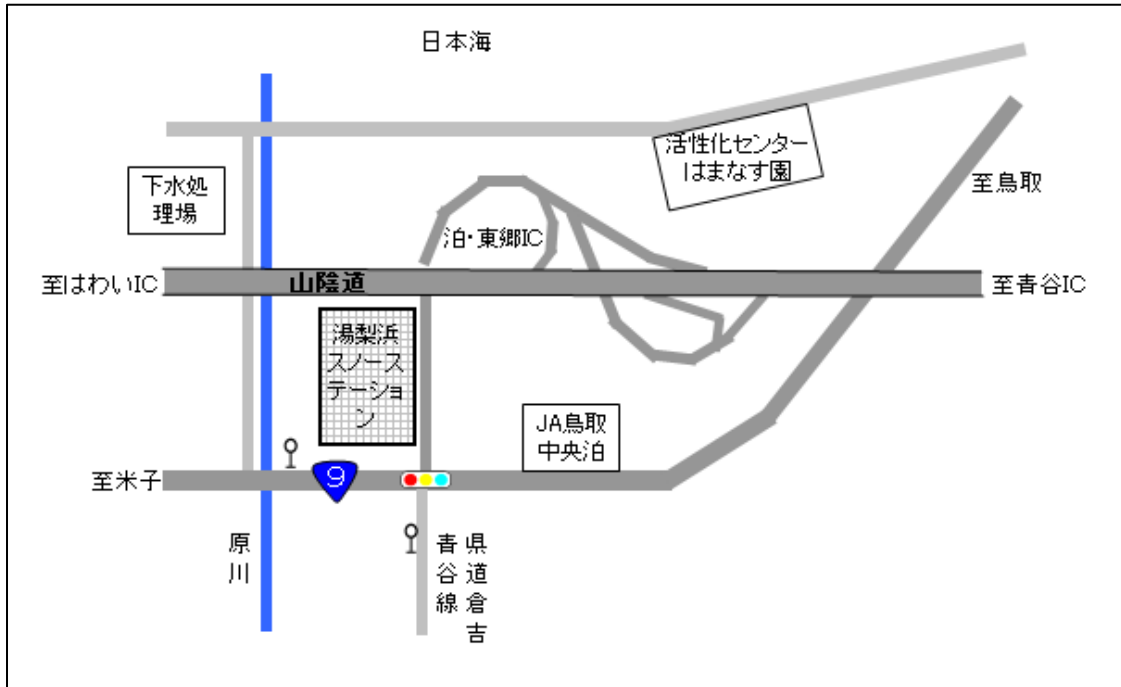 日本海
活性化センター
はまなす園
下水処
理場
至鳥取
泊・東郷IC
至はわいIC
山陰道
至青谷IC
湯梨浜
スノース
テーショ
ン
JA鳥取
中央泊
至米子
9
原川
県道倉吉
青谷線